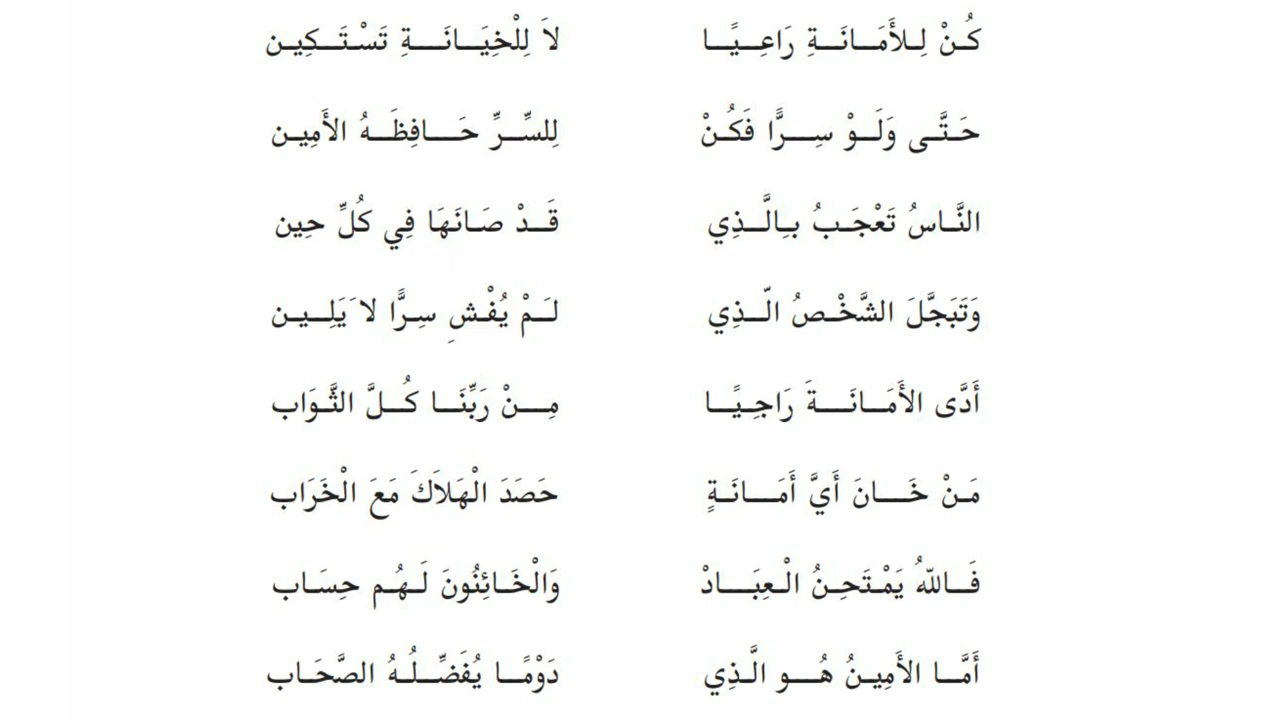 كُنْ لِلأَمَانَةِ رَاعِيًا لاَ لِلْخِيَانَةِ تَسْتَكِين
حَتَّى وَلَوْ سِرًّا فَكُنْ لِلسِّرِّ حَافِظَهُ الأَمِين
النَّاسُ تَعْجَبُ بِالَّذِي قَدْ صَانَهَا فِي كُلِّ حِين
وَتَبَجَّلَ الشَّخْصُ الّذِي لَمْ يُفْشِ سِرًّا لاَ يَلِين
أَدَّى الأَمَانَةَ رَاجِيًا مِنْ رَبِّنَا كُلَّ الثَّوَاب
مَنْ خَانَ أَيَّ أَمَانَةٍ حَصَدَ الْهَلاَكَ مَعَ الْخَرَاب
فَاللّهُ يَمْتَحِنُ الْعِبَادْ وَالْخَائِنُونَ لَهُم حِسَاب
أَمَّا الأَمِينُ هُو الَّذِي دَوْمًا يُفَضِّلُهُ الصَّحَاب